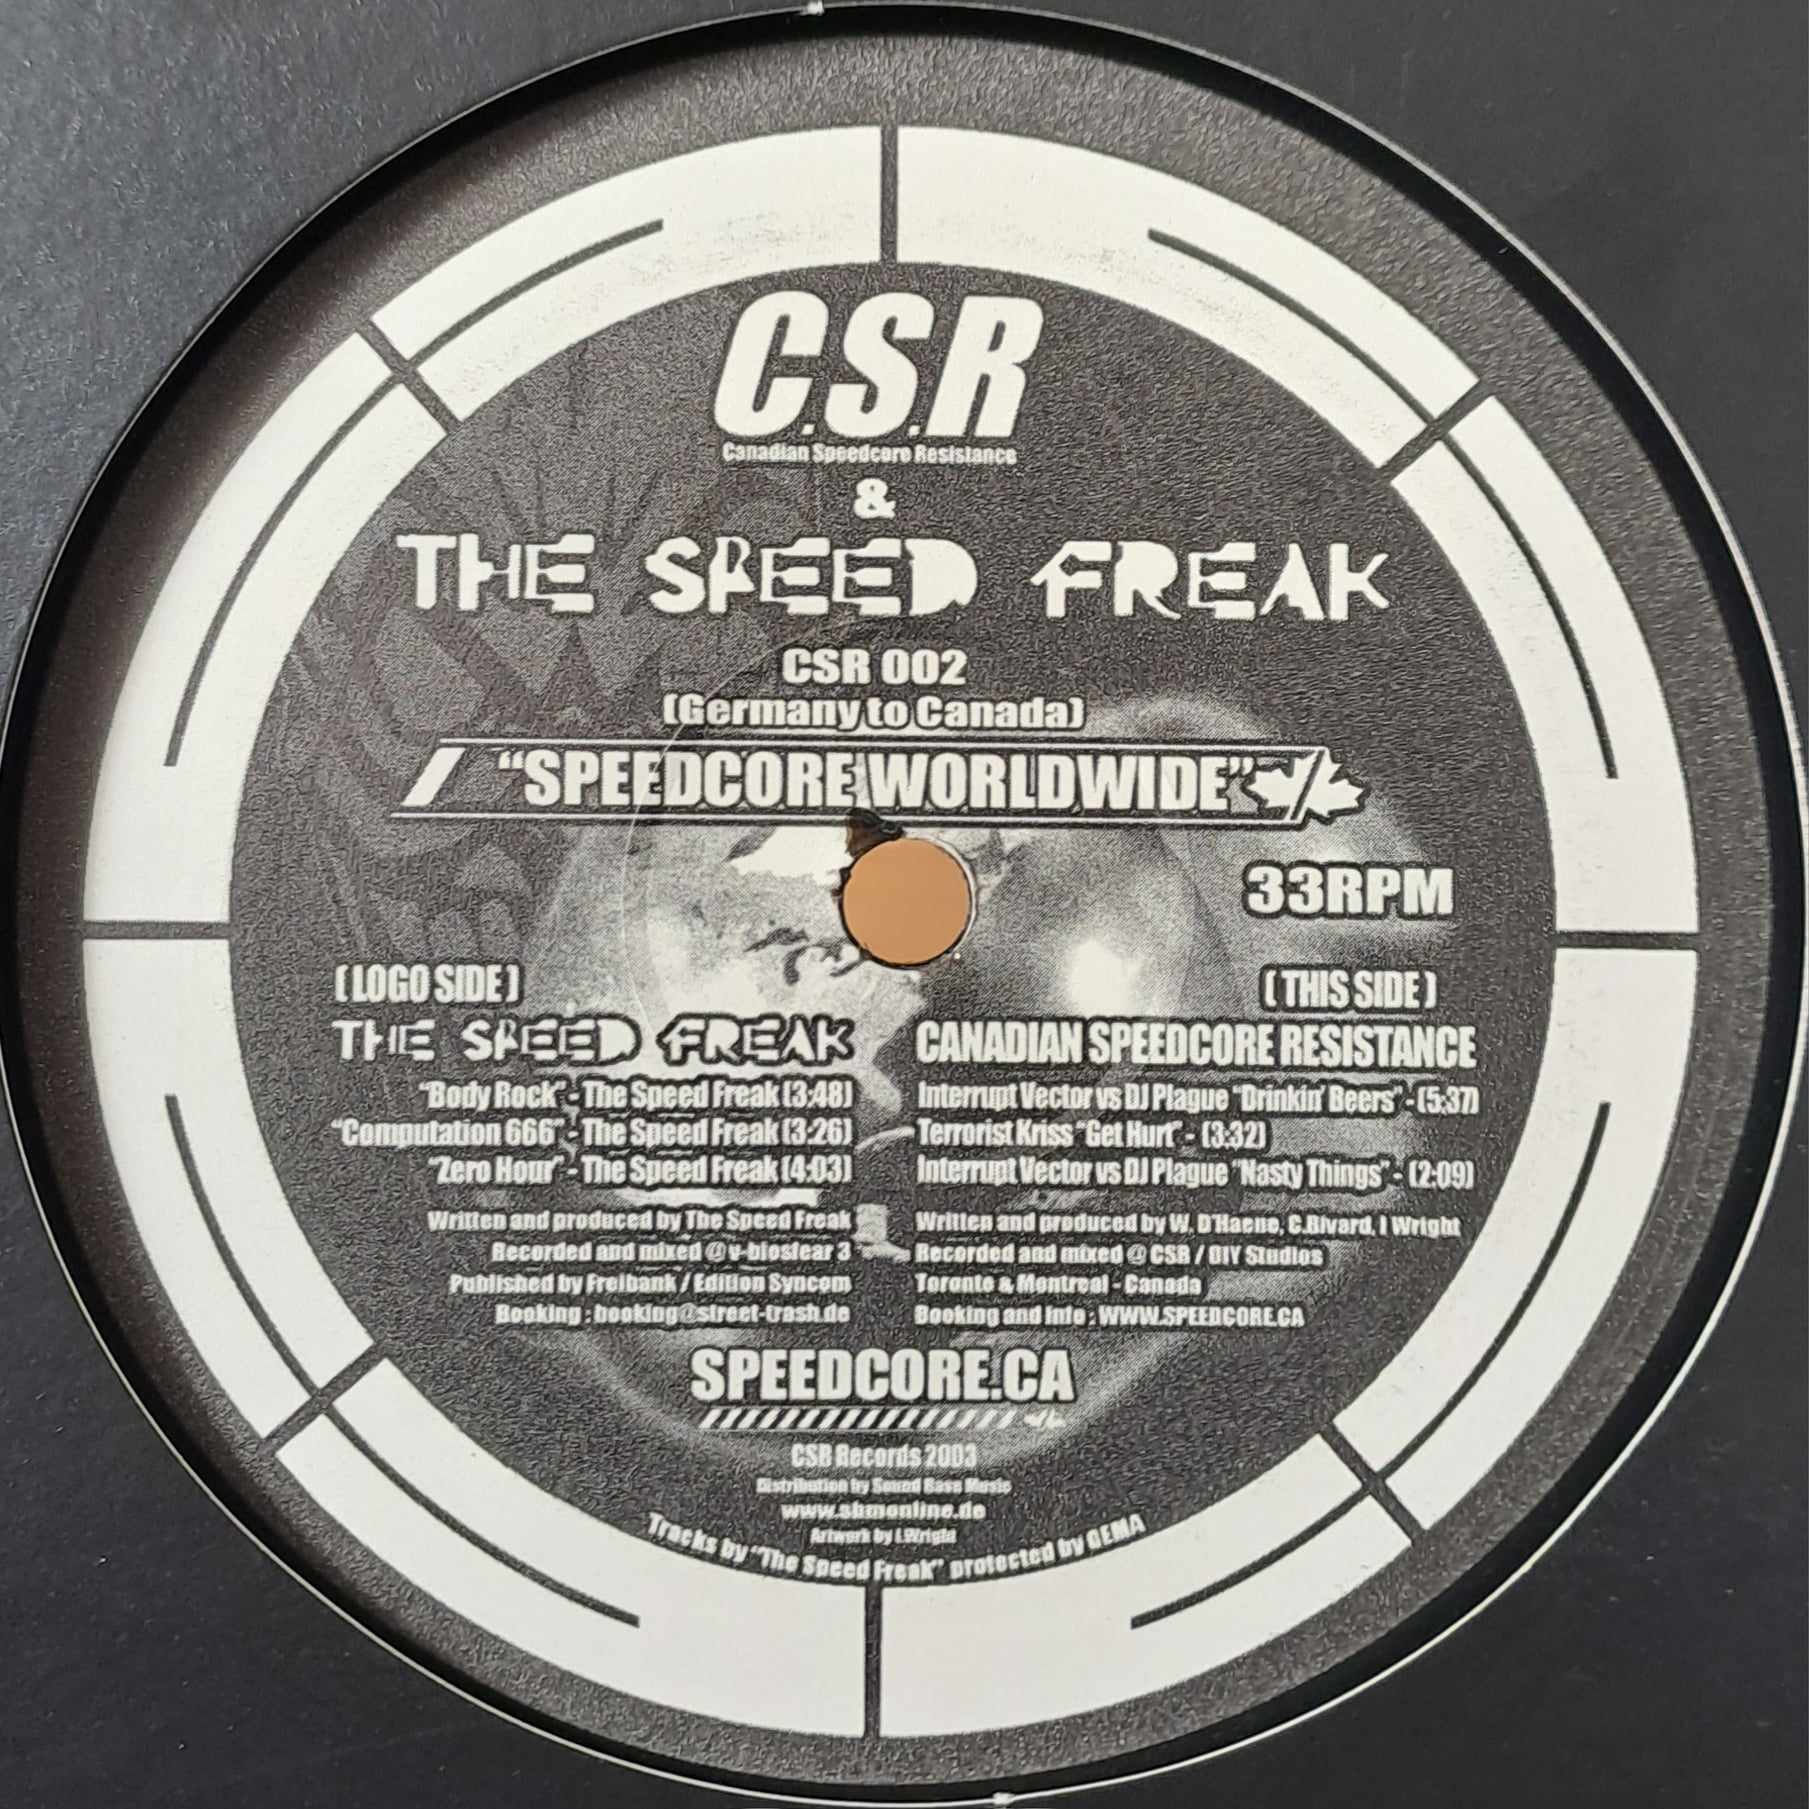 C.S.R
Canadian Speedcore Resistance
&
THE SPEED FREAK
CSR 002
(Germany to Canada)
"SPEEDCORE WORLDWIDE"
33RPM
(LOGO SIDE)
THE SPEED FREAK
"Body Rock" - The Speed Freak (3:48)
"Computation 666" - The Speed Freak (3:26)
"Zero Hour" - The Speed Freak (4:03)
Written and produced by The Speed Freak
Recorded and mixed @ v-biosfear 3
Published by Freibank / Edition Syncom
Booking : booking@street-trash.de
(THIS SIDE)
CANADIAN SPEEDCORE RESISTANCE
Interrupt Vector vs DJ Plague "Drinkin' Beers" - (5:37)
Terrorist Kriss "Get Hurt" - (3:32)
Interrupt Vector vs DJ Plague "Nasty Things" - (2:09)
Written and produced by W. D'Haene, C.Bivard, I Wright
Recorded and mixed @ CSR / DIY Studios
Toronto & Montreal - Canada
Booking and Info : WWW.SPEEDCORE.CA
SPEEDCORE.CA
CSR Records 2003
Distribution by Sound Base Music
www.sbmonline.de
Artwork by I.Wright
Tracks by "The Speed Freak" protected by GEMA